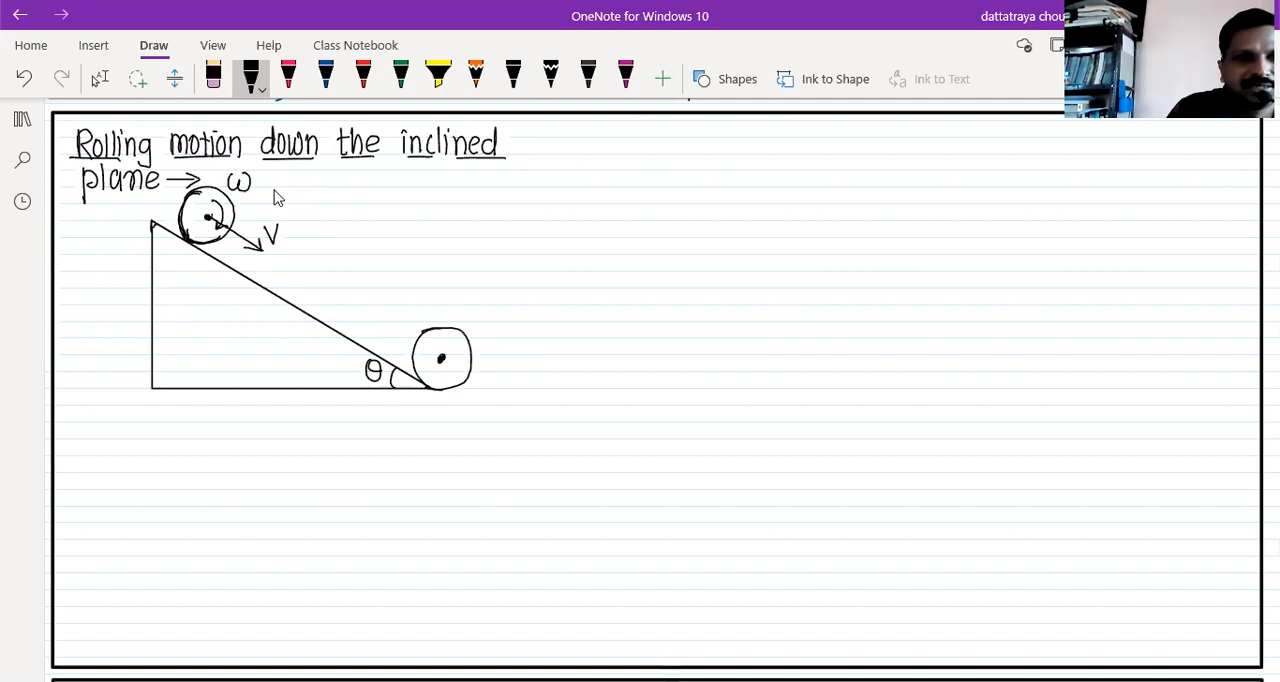 OneNote for Windows 10
dattatraya chou
Home Insert Draw View Help Class Notebook
Shapes Ink to Shape Ink to Text
Rolling motion down the inclined
plane → ω
V
θ